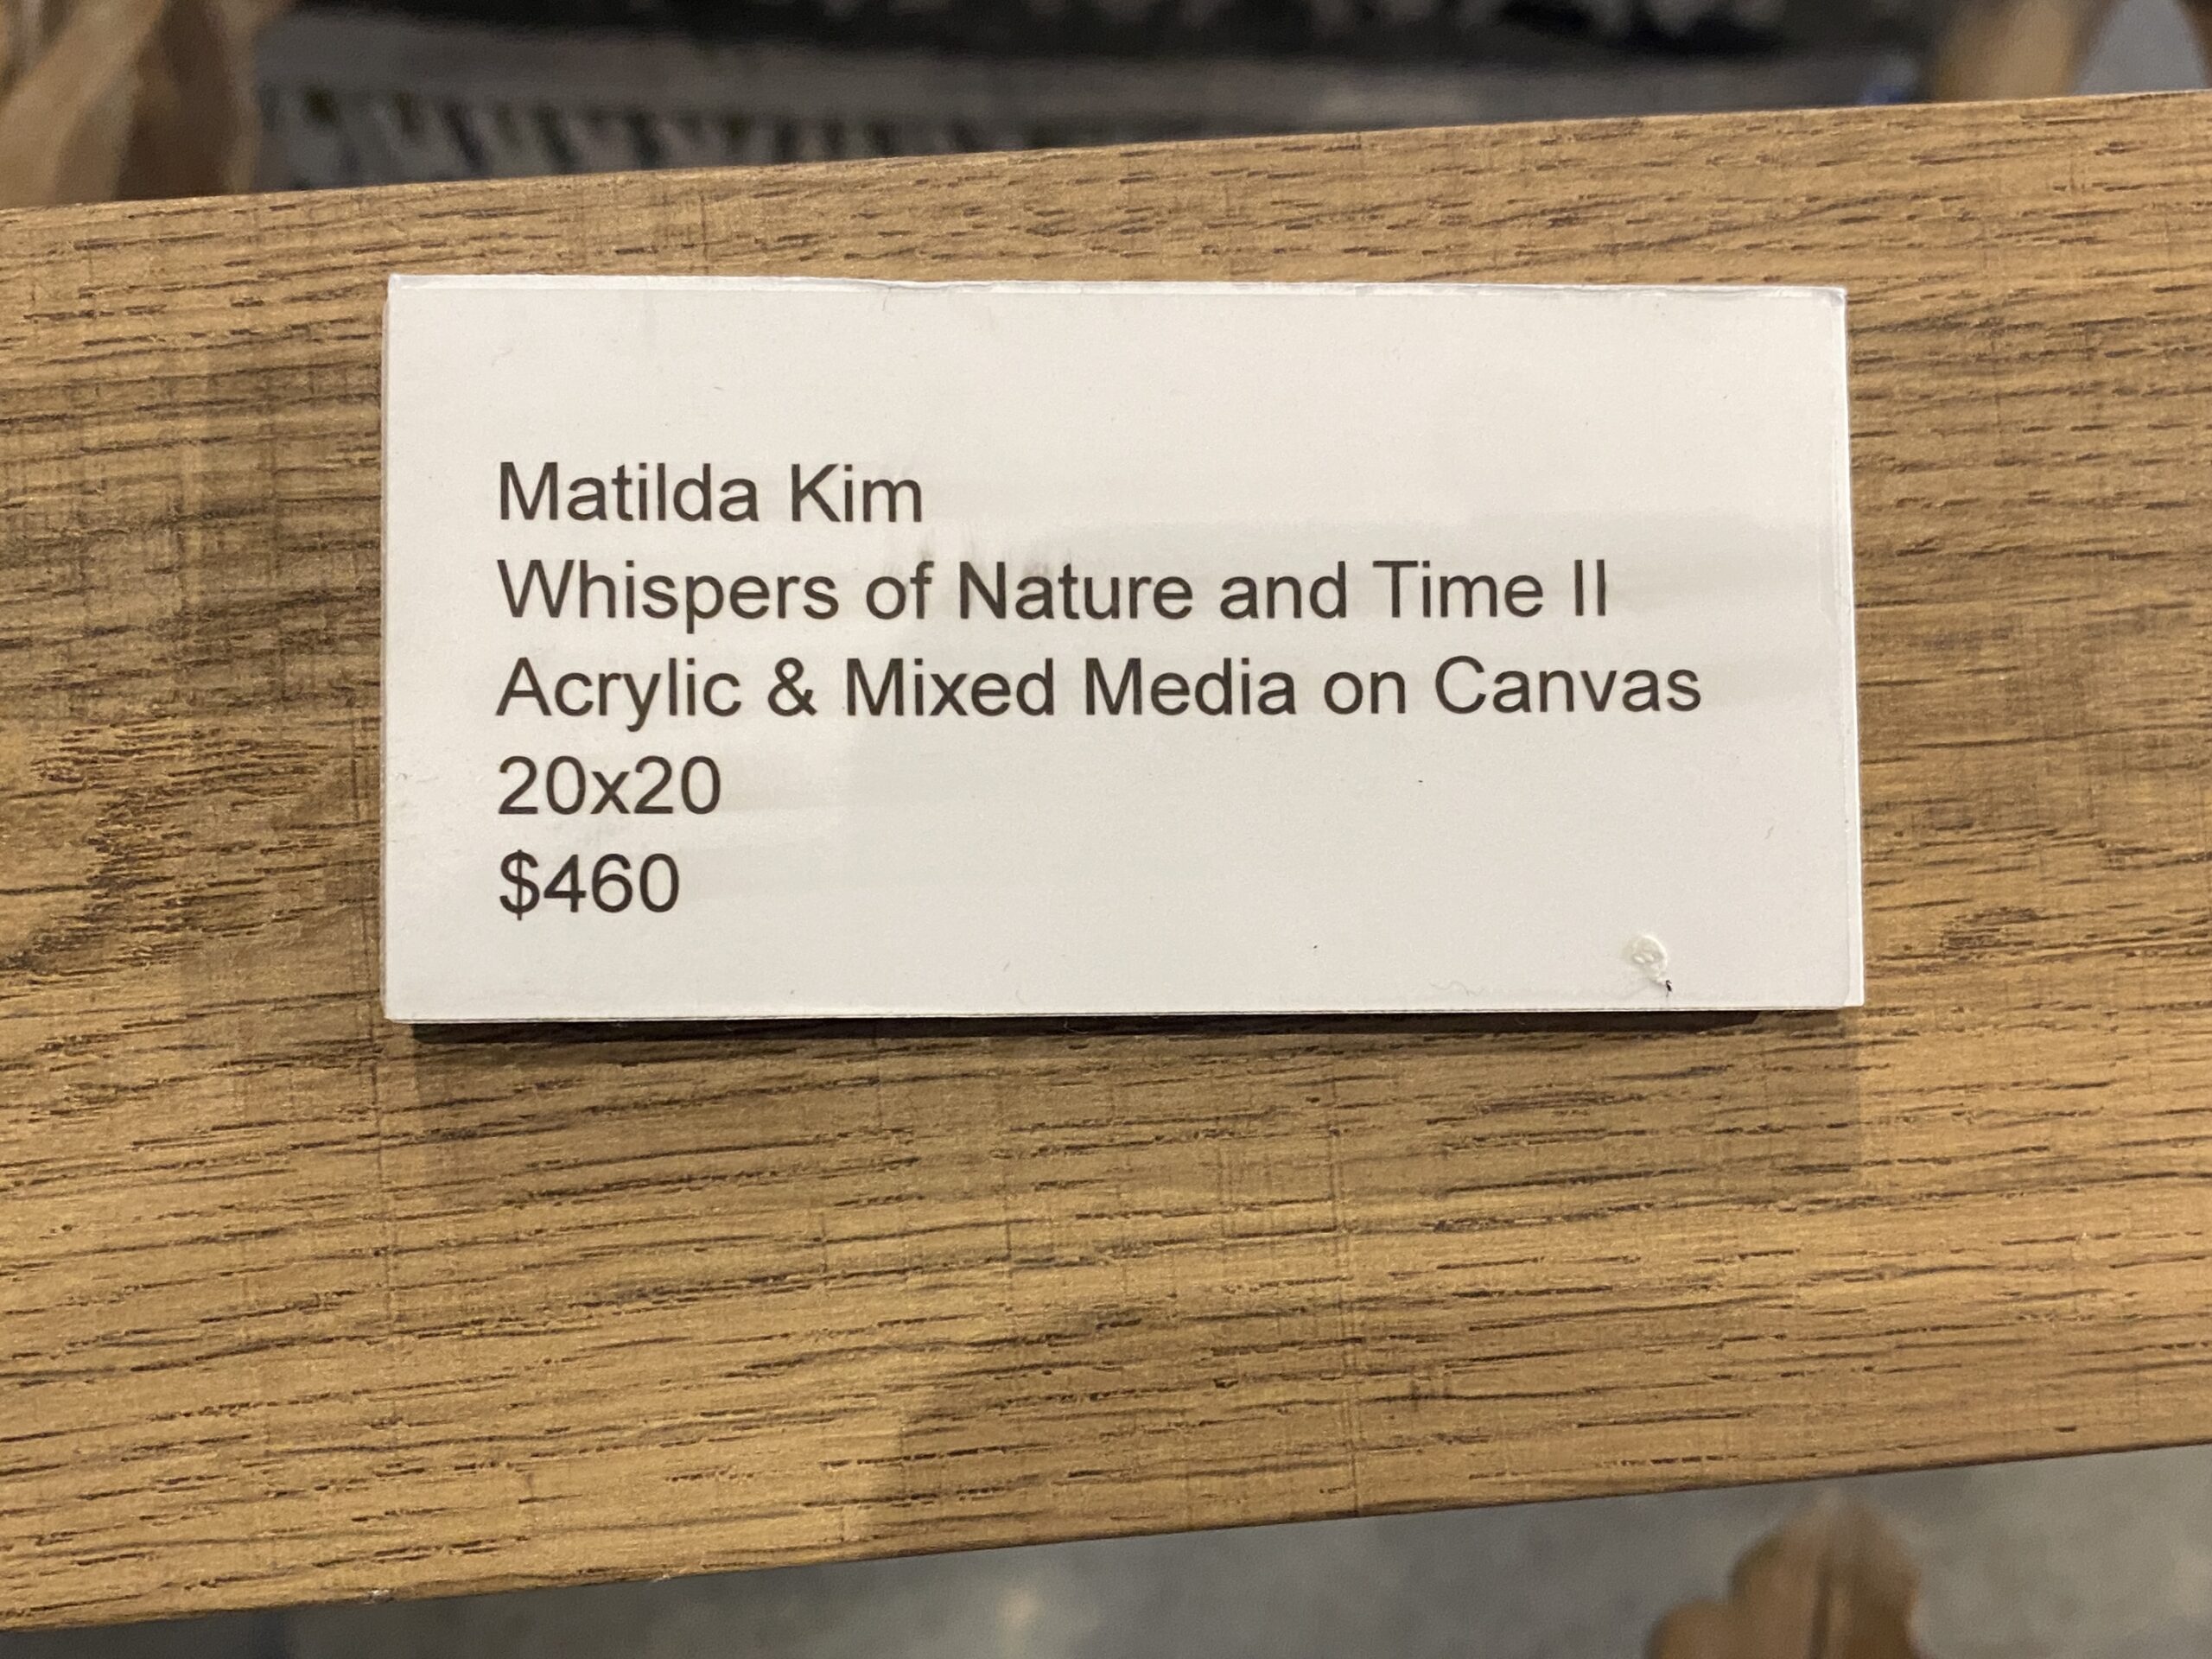 Matilda Kim
Whispers of Nature and Time II
Acrylic & Mixed Media on Canvas
20x20
$460